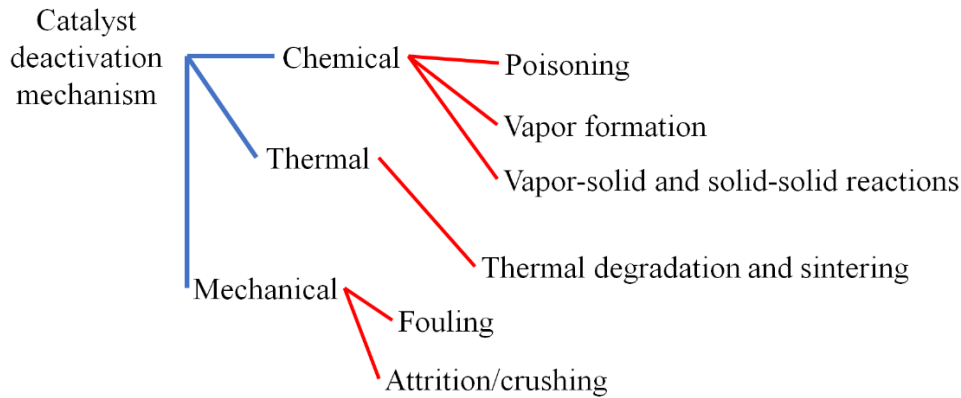 Catalyst
deactivation
mechanism
Chemical
Poisoning
Vapor formation
Vapor-solid and solid-solid reactions
Thermal
Thermal degradation and sintering
Mechanical
Fouling
Attrition/crushing